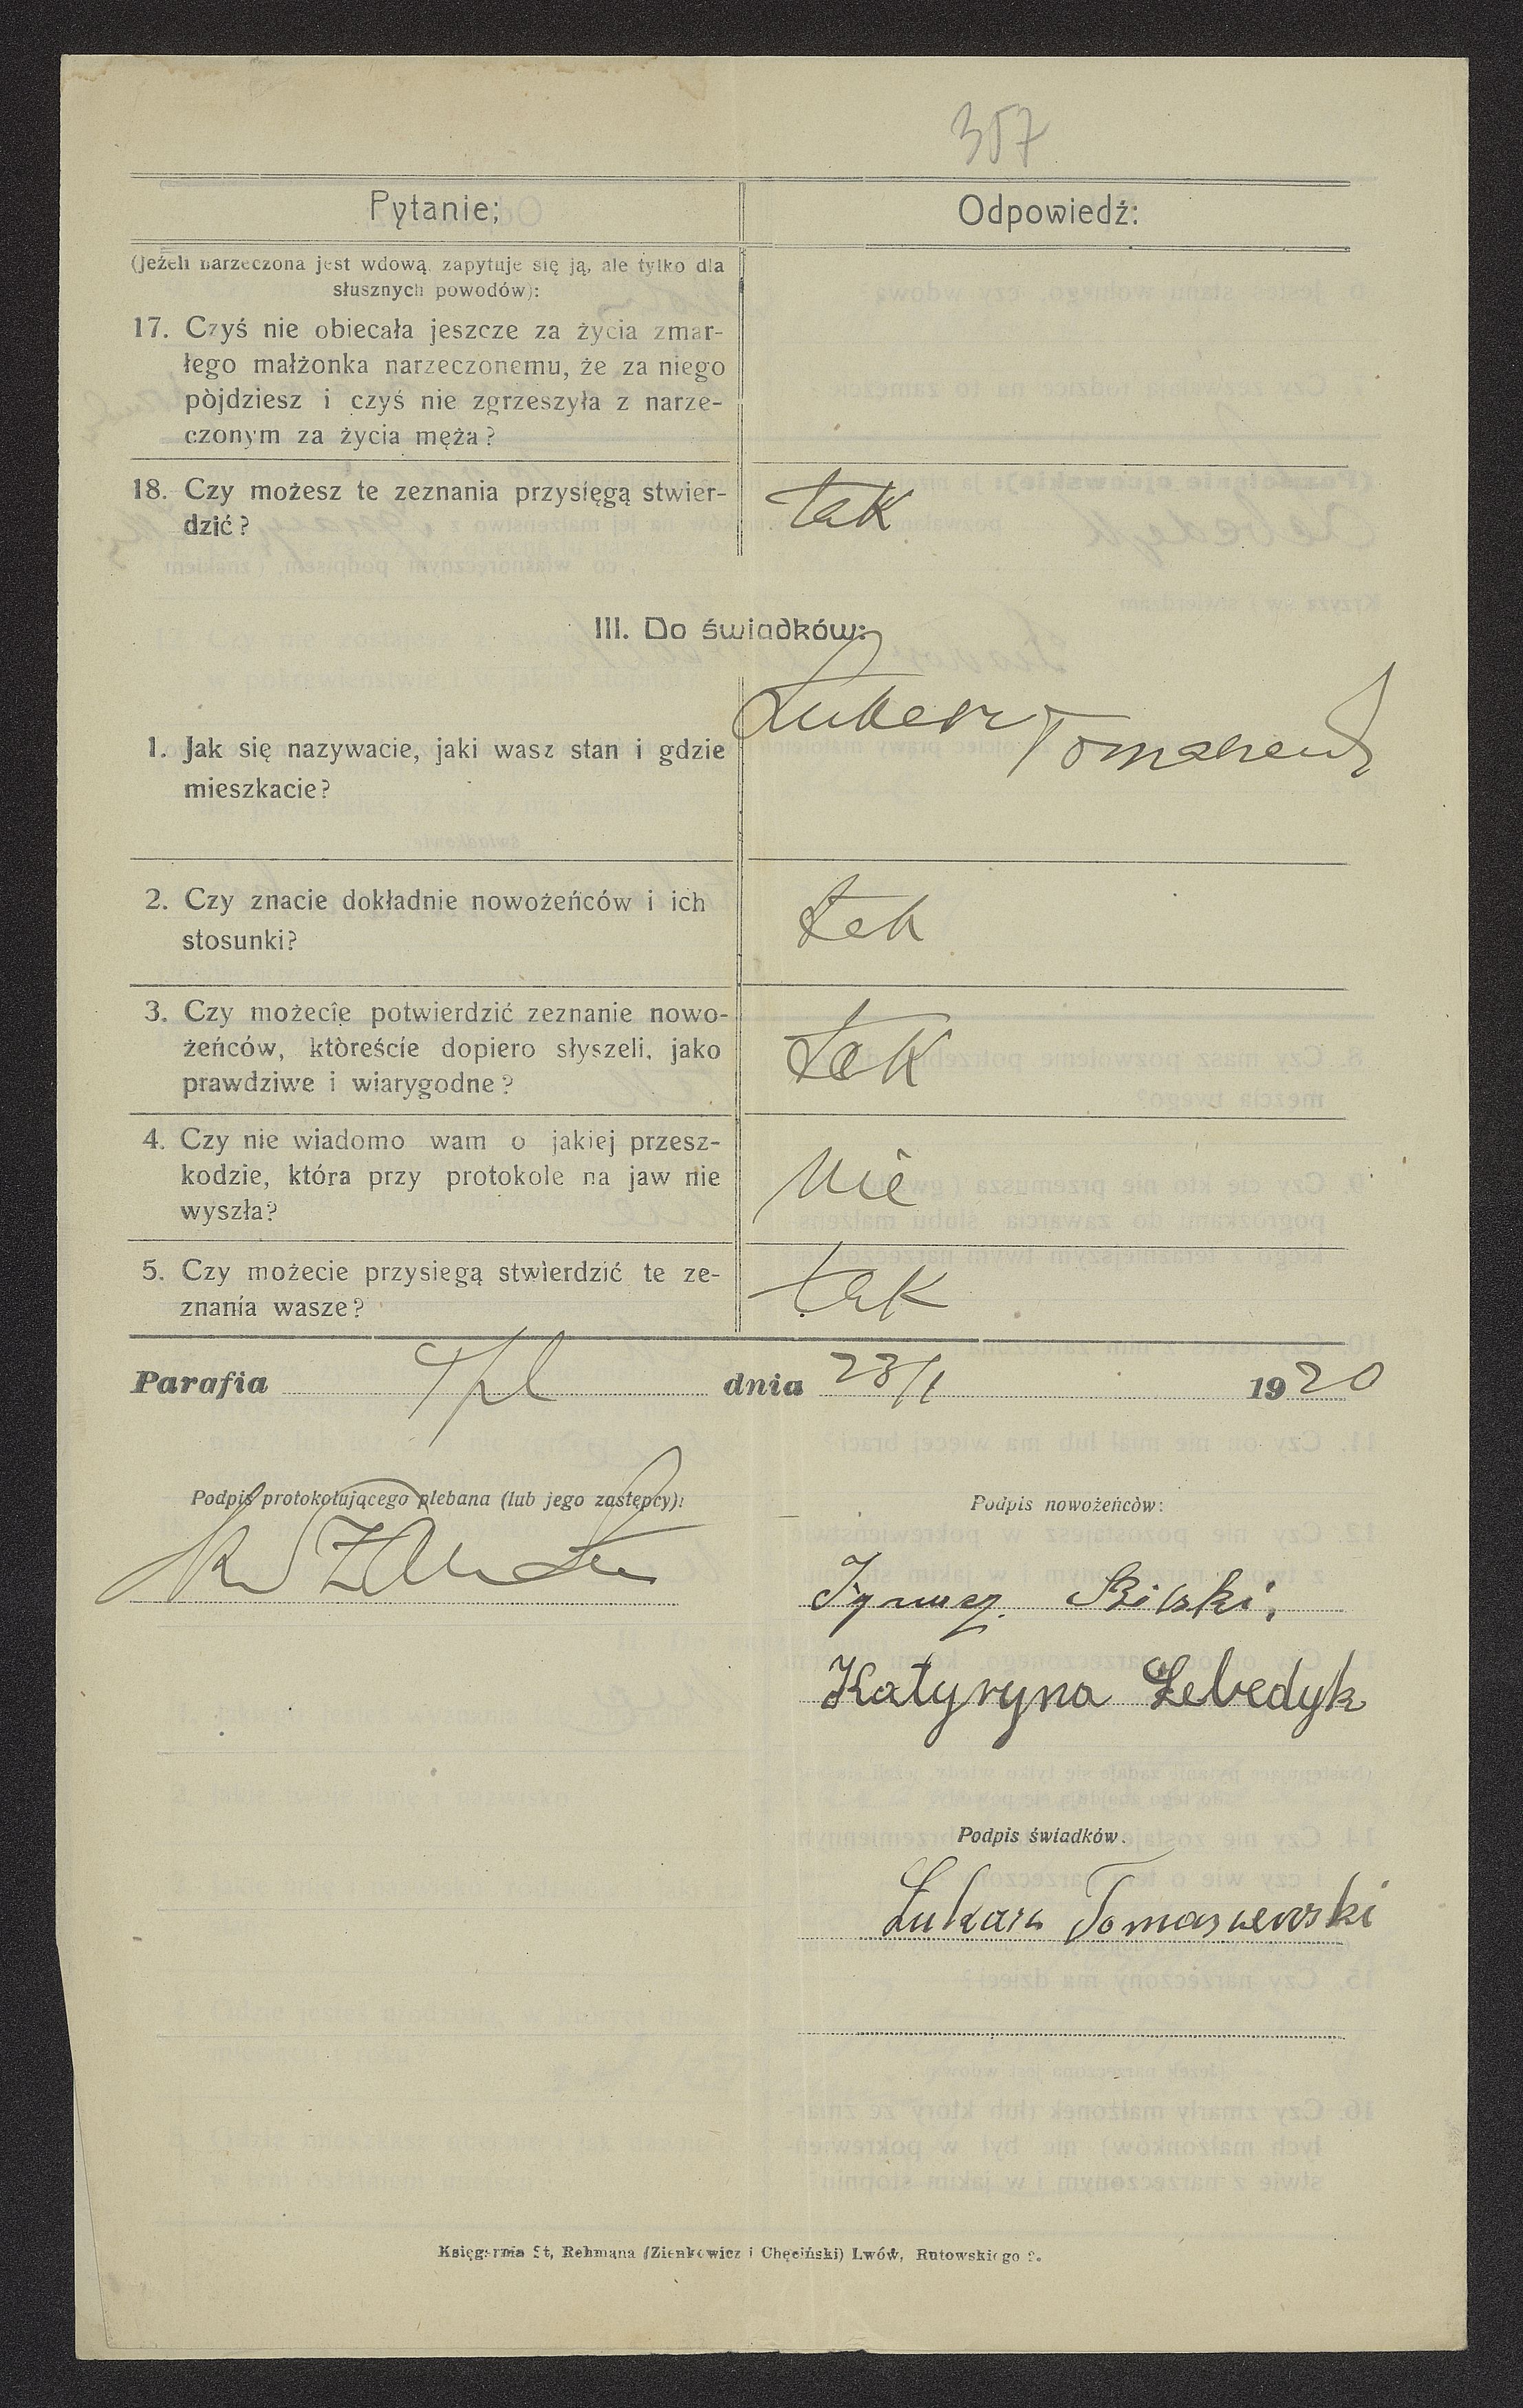 357
Pytanie; Odpowiedź:
(Jeżeli narzeczona jest wdową, zapytuje się ją, ale tylko dla
słusznych powodów):
17. Czyś nie obiecała jeszcze za życia zmar-
łego małżonka narzeczonemu, że za niego
pòjdziesz i czyś nie zgrzeszyła z narze-
czonym za życia męża?
18. Czy możesz te zeznania przysięgą stwier-
dzić?
tak
III. Do świadków:
1. Jak się nazywacie, jaki wasz stan i gdzie
mieszkacie?
Łukasz Tomaszewski
2. Czy znacie dokładnie nowożeńców i ich
stosunki?
tak
3. Czy możecie potwierdzić zeznanie nowo-
żeńców, któreście dopiero słyszeli, jako
prawdziwe i wiarygodne?
tak
4. Czy nie wiadomo wam o jakiej przesz-
kodzie, która przy protokole na jaw nie
wyszła?
nie
5. Czy możecie przysiegą stwierdzić te ze-
znania wasze?
tak
Parafia dnia 23/1 1920
Podpis protokołującego plebana (lub jego zastępcy):
Podpis nowożeńcòw:
Ignacy Bilski,
Katyryna Lebedyk
Podpis świadków.
Łukasz Tomaszewski
Księgarnia St, Rehmana (Zienkowicz i Chęciński) Lwów, Rutowskiego